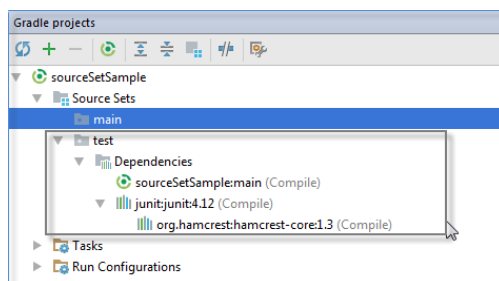 Gradle projects
sourceSetSample
Source Sets
main
test
Dependencies
sourceSetSample:main (Compile)
junit:junit:4.12 (Compile)
org.hamcrest:hamcrest-core:1.3 (Compile)
Tasks
Run Configurations